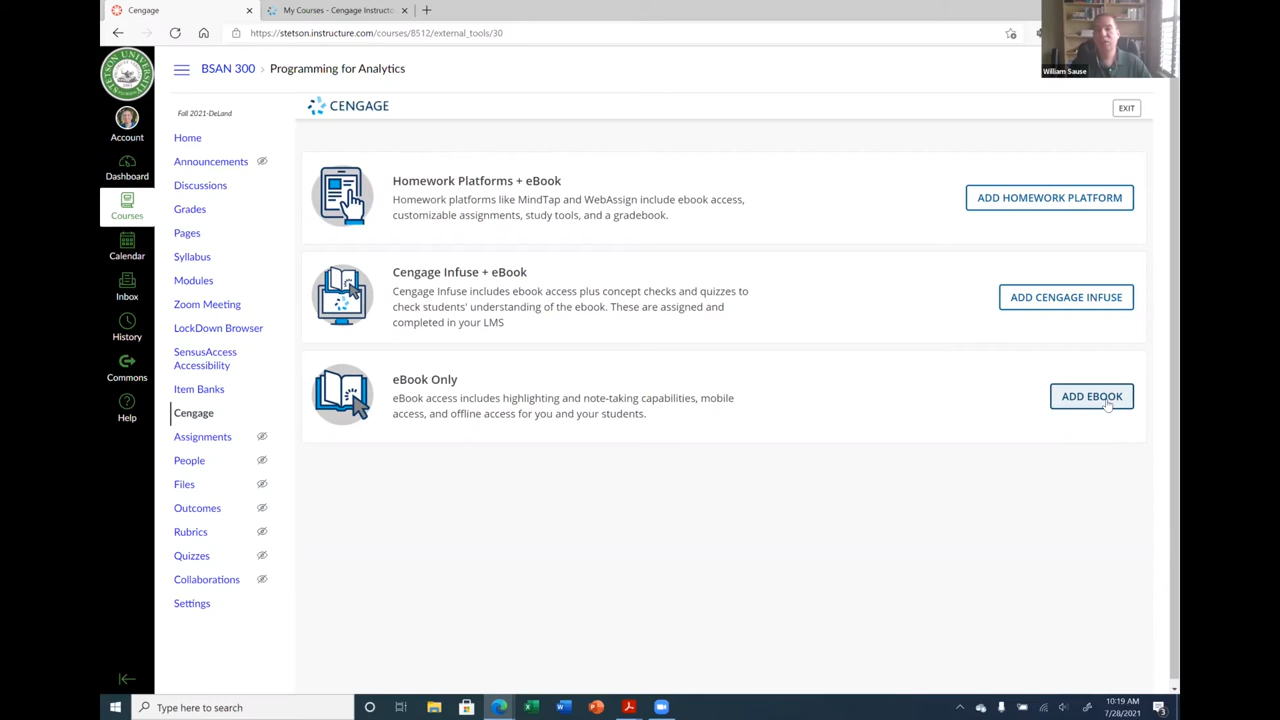 Cengage
My Courses - Cengage Instructo
https://stetson.instructure.com/courses/8512/external_tools/30
William Sause
STETSON UNIVERSITY
BSAN 300 > Programming for Analytics
Account
Dashboard
Courses
Calendar
Inbox
History
Commons
Help
Fall 2021-DeLand
Home
Announcements
Discussions
Grades
Pages
Syllabus
Modules
Zoom Meeting
LockDown Browser
SensusAccess
Accessibility
Item Banks
Cengage
Assignments
People
Files
Outcomes
Rubrics
Quizzes
Collaborations
Settings
CENGAGE
EXIT
Homework Platforms + eBook
Homework platforms like MindTap and WebAssign include ebook access,
customizable assignments, study tools, and a gradebook.
ADD HOMEWORK PLATFORM
Cengage Infuse + eBook
Cengage Infuse includes ebook access plus concept checks and quizzes to
check students' understanding of the ebook. These are assigned and
completed in your LMS
ADD CENGAGE INFUSE
eBook Only
eBook access includes highlighting and note-taking capabilities, mobile
access, and offline access for you and your students.
ADD EBOOK
Type here to search
10:19 AM
7/28/2021
3